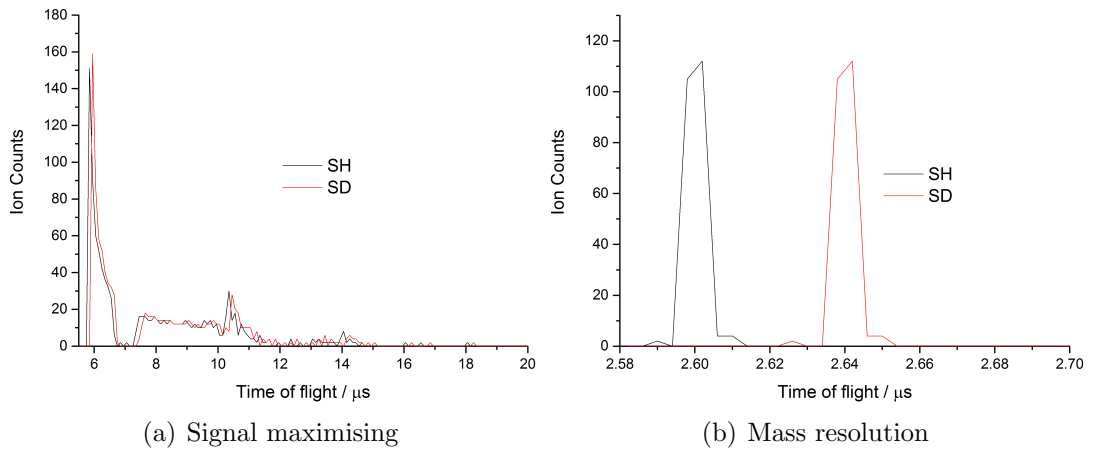 180
160
140
120
100
80
60
40
20
0
Ion Counts
SH
SD
6 8 10 12 14 16 18 20
Time of flight / μs
(a) Signal maximising
120
100
80
60
40
20
0
Ion Counts
SH
SD
2.58 2.60 2.62 2.64 2.66 2.68 2.70
Time of flight / μs
(b) Mass resolution